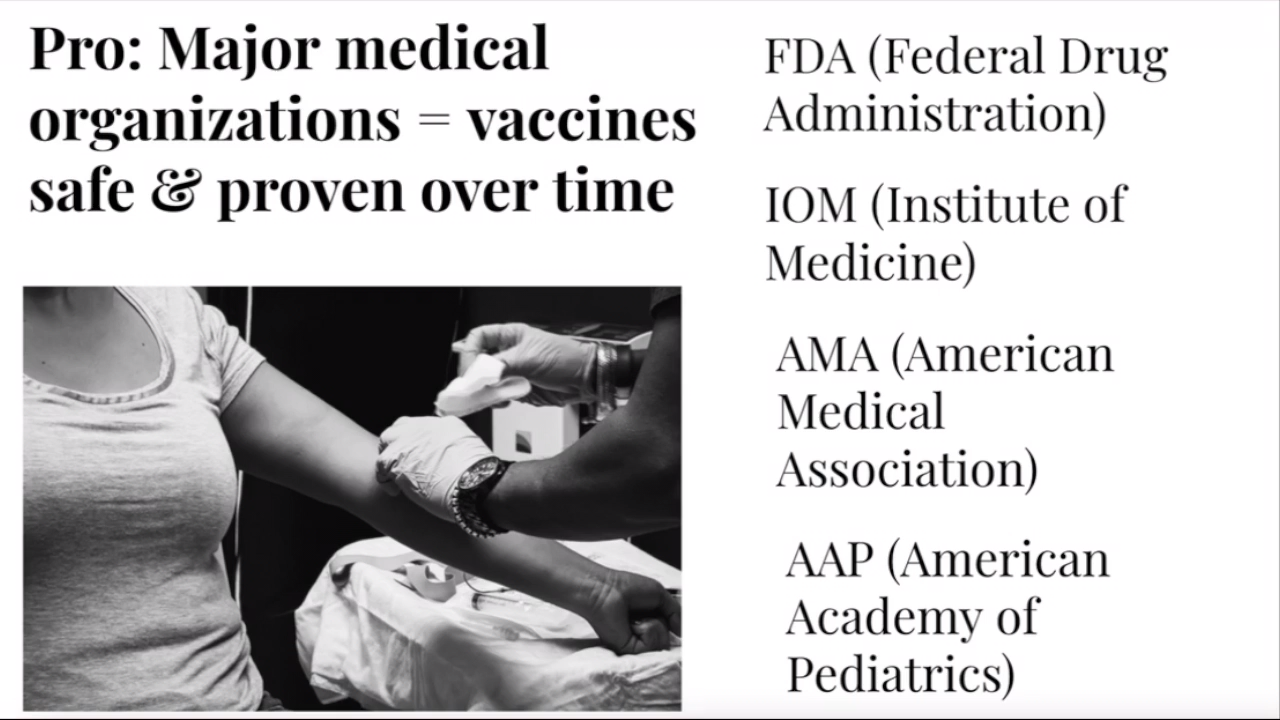 Pro: Major medical
organizations = vaccines
safe & proven over time
FDA (Federal Drug
Administration)
IOM (Institute of
Medicine)
AMA (American
Medical
Association)
AAP (American
Academy of
Pediatrics)